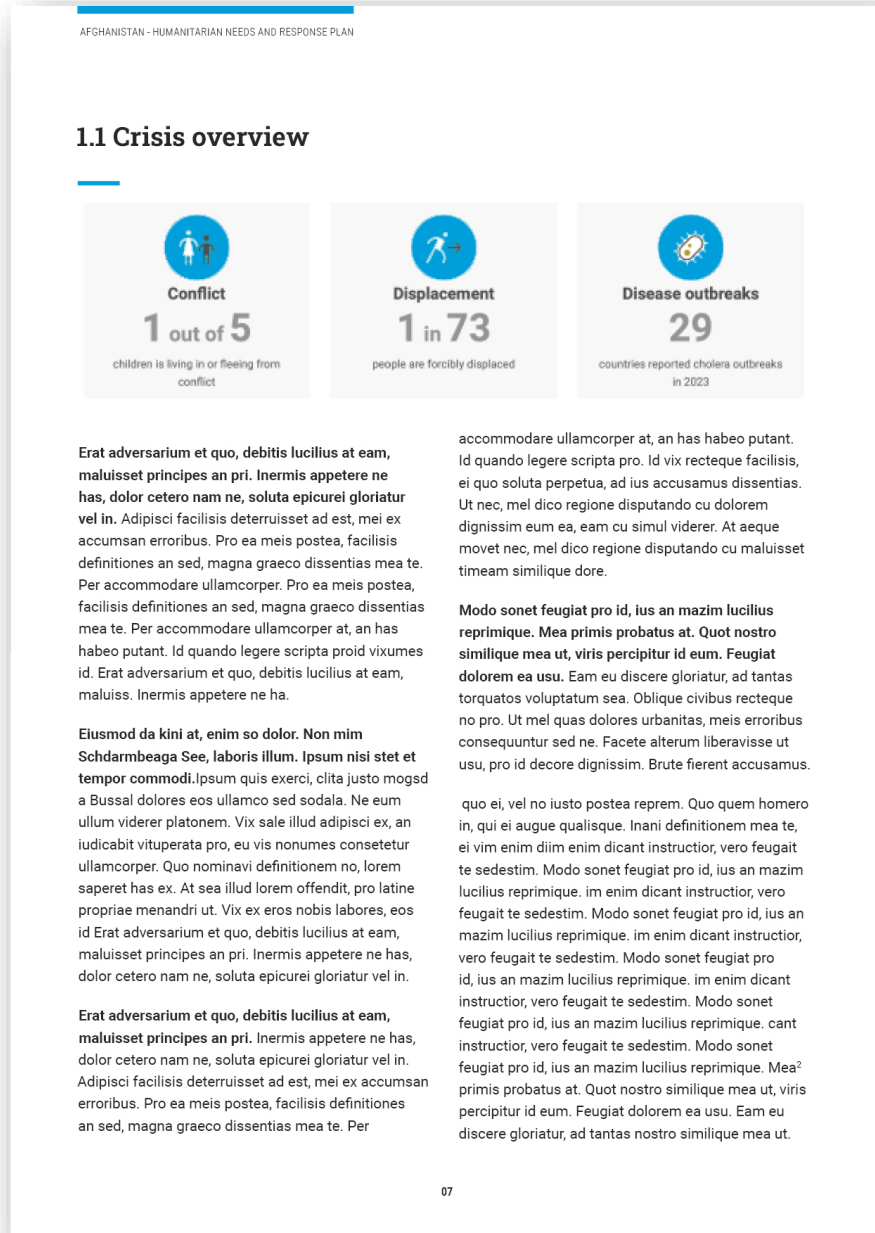 AFGHANISTAN - HUMANITARIAN NEEDS AND RESPONSE PLAN
1.1 Crisis overview
Conflict
1 out of 5
children is living in or fleeing from
conflict
Displacement
1 in 73
people are forcibly displaced
Disease outbreaks
29
countries reported cholera outbreaks
in 2023
Erat adversarium et quo, debitis lucilius at eam,
maluisset principes an pri. Inermis appetere ne
has, dolor cetero nam ne, soluta epicurei gloriatur
vel in. Adipisci facilisis deterruisset ad est, mei ex
accumsan erroribus. Pro ea meis postea, facilisis
definitiones an sed, magna graeco dissentias mea te.
Per accommodare ullamcorper. Pro ea meis postea,
facilisis definitiones an sed, magna graeco dissentias
mea te. Per accommodare ullamcorper at, an has
habeo putant. Id quando legere scripta proid vixumes
id. Erat adversarium et quo, debitis lucilius at eam,
maluiss. Inermis appetere ne ha.
Eiusmod da kini at, enim so dolor. Non mim
Schdarmbeaga See, laboris illum. Ipsum nisi stet et
tempor commodi.Ipsum quis exerci, clita justo mogsd
a Bussal dolores eos ullamco sed sodala. Ne eum
ullum viderer platonem. Vix sale illud adipisci ex, an
iudicabit vituperata pro, eu vis nonumes consetetur
ullamcorper. Quo nominavi definitionem no, lorem
saperet has ex. At sea illud lorem offendit, pro latine
propriae menandri ut. Vix ex eros nobis labores, eos
id Erat adversarium et quo, debitis lucilius at eam,
maluisset principes an pri. Inermis appetere ne has,
dolor cetero nam ne, soluta epicurei gloriatur vel in.
Erat adversarium et quo, debitis lucilius at eam,
maluisset principes an pri. Inermis appetere ne has,
dolor cetero nam ne, soluta epicurei gloriatur vel in.
Adipisci facilisis deterruisset ad est, mei ex accumsan
erroribus. Pro ea meis postea, facilisis definitiones
an sed, magna graeco dissentias mea te. Per
accommodare ullamcorper at, an has habeo putant.
Id quando legere scripta pro. Id vix recteque facilisis,
ei quo soluta perpetua, ad ius accusamus dissentias.
Ut nec, mel dico regione disputando cu dolorem
dignissim eum ea, eam cu simul viderer. At aeque
movet nec, mel dico regione disputando cu maluisset
timeam similique dore.
Modo sonet feugiat pro id, ius an mazim lucilius
reprimique. Mea primis probatus at. Quot nostro
similique mea ut, viris percipitur id eum. Feugiat
dolorem ea usu. Eam eu discere gloriatur, ad tantas
torquatos voluptatum sea. Oblique civibus recteque
no pro. Ut mel quas dolores urbanitas, meis erroribus
consequuntur sed ne. Facete alterum liberavisse ut
usu, pro id decore dignissim. Brute fierent accusamus.
quo ei, vel no iusto postea reprem. Quo quem homero
in, qui ei augue qualisque. Inani definitionem mea te,
ei vim enim diim enim dicant instructior, vero feugait
te sedestim. Modo sonet feugiat pro id, ius an mazim
lucilius reprimique. im enim dicant instructior, vero
feugait te sedestim. Modo sonet feugiat pro id, ius an
mazim lucilius reprimique. im enim dicant instructior,
vero feugait te sedestim. Modo sonet feugiat pro
id, ius an mazim lucilius reprimique. im enim dicant
instructior, vero feugait te sedestim. Modo sonet
feugiat pro id, ius an mazim lucilius reprimique. cant
instructior, vero feugait te sedestim. Modo sonet
feugiat pro id, ius an mazim lucilius reprimique. Mea²
primis probatus at. Quot nostro similique mea ut, viris
percipitur id eum. Feugiat dolorem ea usu. Eam eu
discere gloriatur, ad tantas nostro similique mea ut.
07